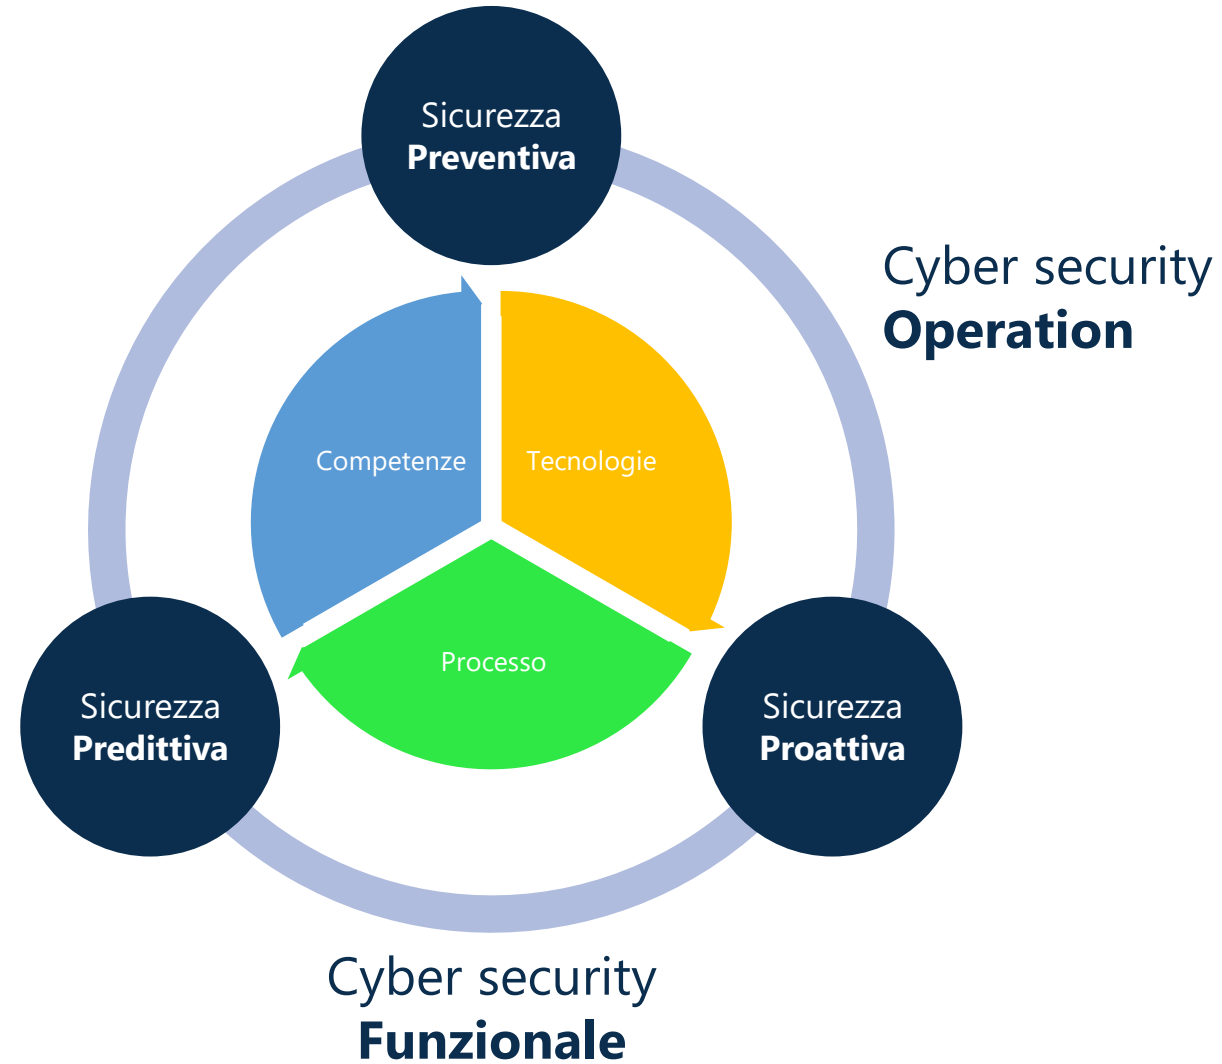 Sicurezza
Preventiva
Cyber security
Operation
Competenze
Tecnologie
Processo
Sicurezza
Predittiva
Sicurezza
Proattiva
Cyber security
Funzionale